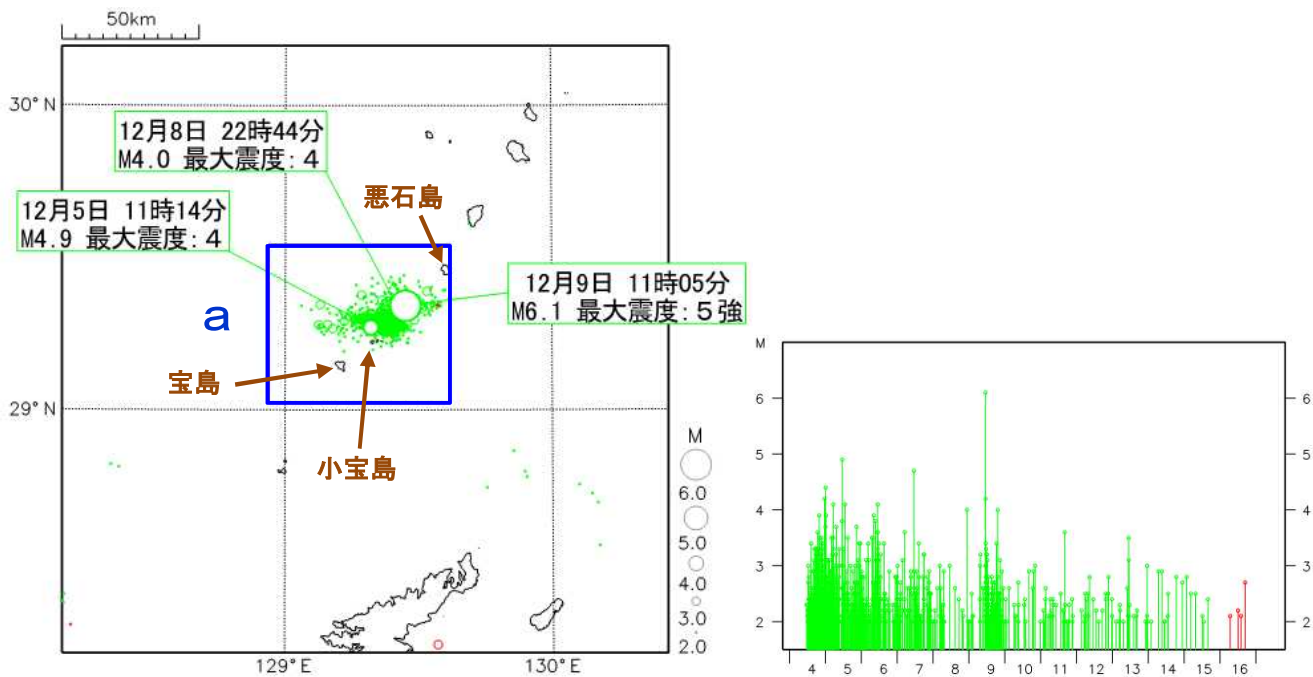 50km
30°N
12月8日 22時44分
M4.0 最大震度:4
悪石島
12月5日 11時14分
M4.9 最大震度:4
12月9日 11時05分
M6.1 最大震度:5強
a
宝島
29°N
小宝島
M
6.0
5.0
4.0
3.0
2.0
129°E
130°E
M
6
6
5
5
4
4
3
3
2
2
4 5 6 7 8 9 10 11 12 13 14 15 16